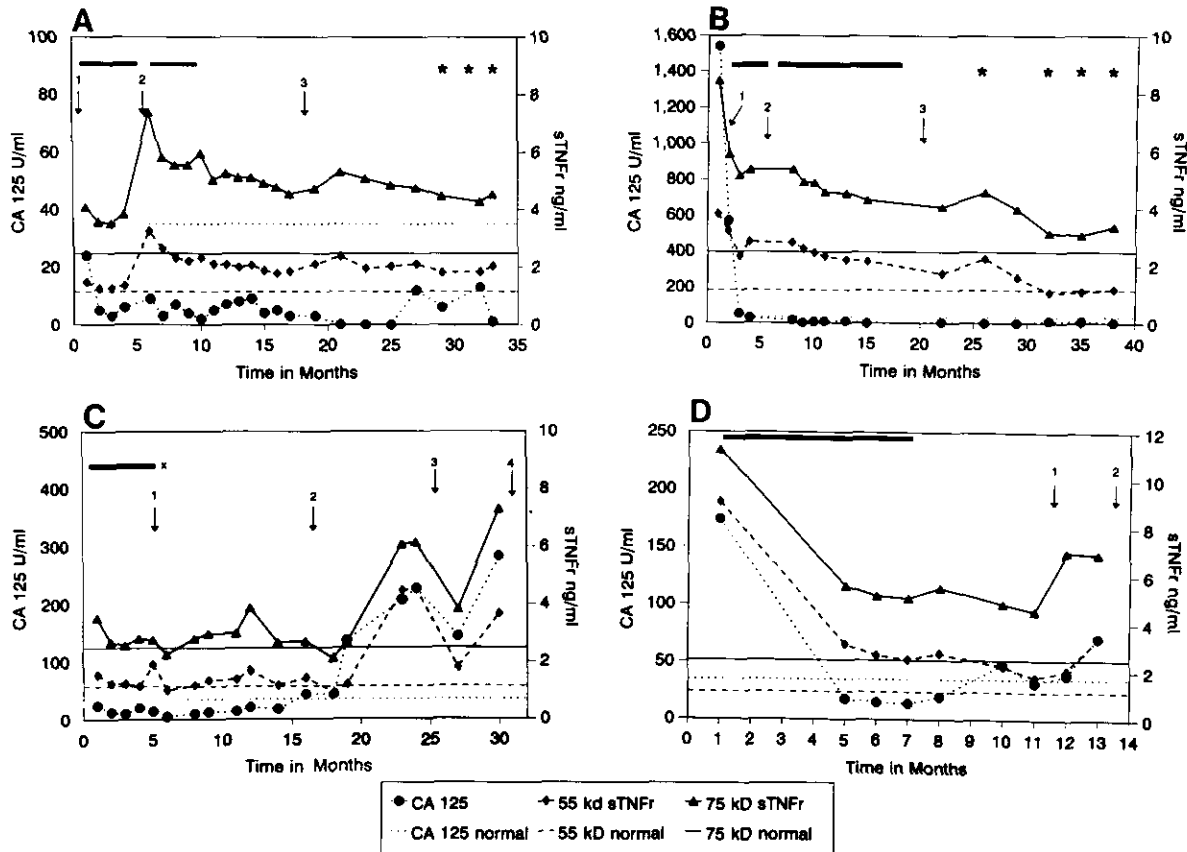 A
B
100
80
60
40
20
0
CA 125 U/ml
10
8
6
4
2
0
sTNFr ng/ml
1
2
3
* * *
0 5 10 15 20 25 30 35
Time in Months
1,600
1,400
1,200
1,000
800
600
400
200
0
CA 125 U/ml
10
8
6
4
2
0
sTNFr ng/ml
1
2
3
* * * *
0 5 10 15 20 25 30 35 40
Time in Months
C
D
500
400
300
200
100
0
CA 125 U/ml
10
8
6
4
2
0
sTNFr ng/ml
x
1
2
3
4
0 5 10 15 20 25 30
Time in Months
250
200
150
100
50
0
CA 125 U/ml
12
10
8
6
4
2
0
sTNFr ng/ml
1
2
0 1 2 3 4 5 6 7 8 9 10 11 12 13 14
Time in Months
CA 125 55 kd sTNFr 75 kD sTNFr
CA 125 normal 55 kD normal 75 kD normal